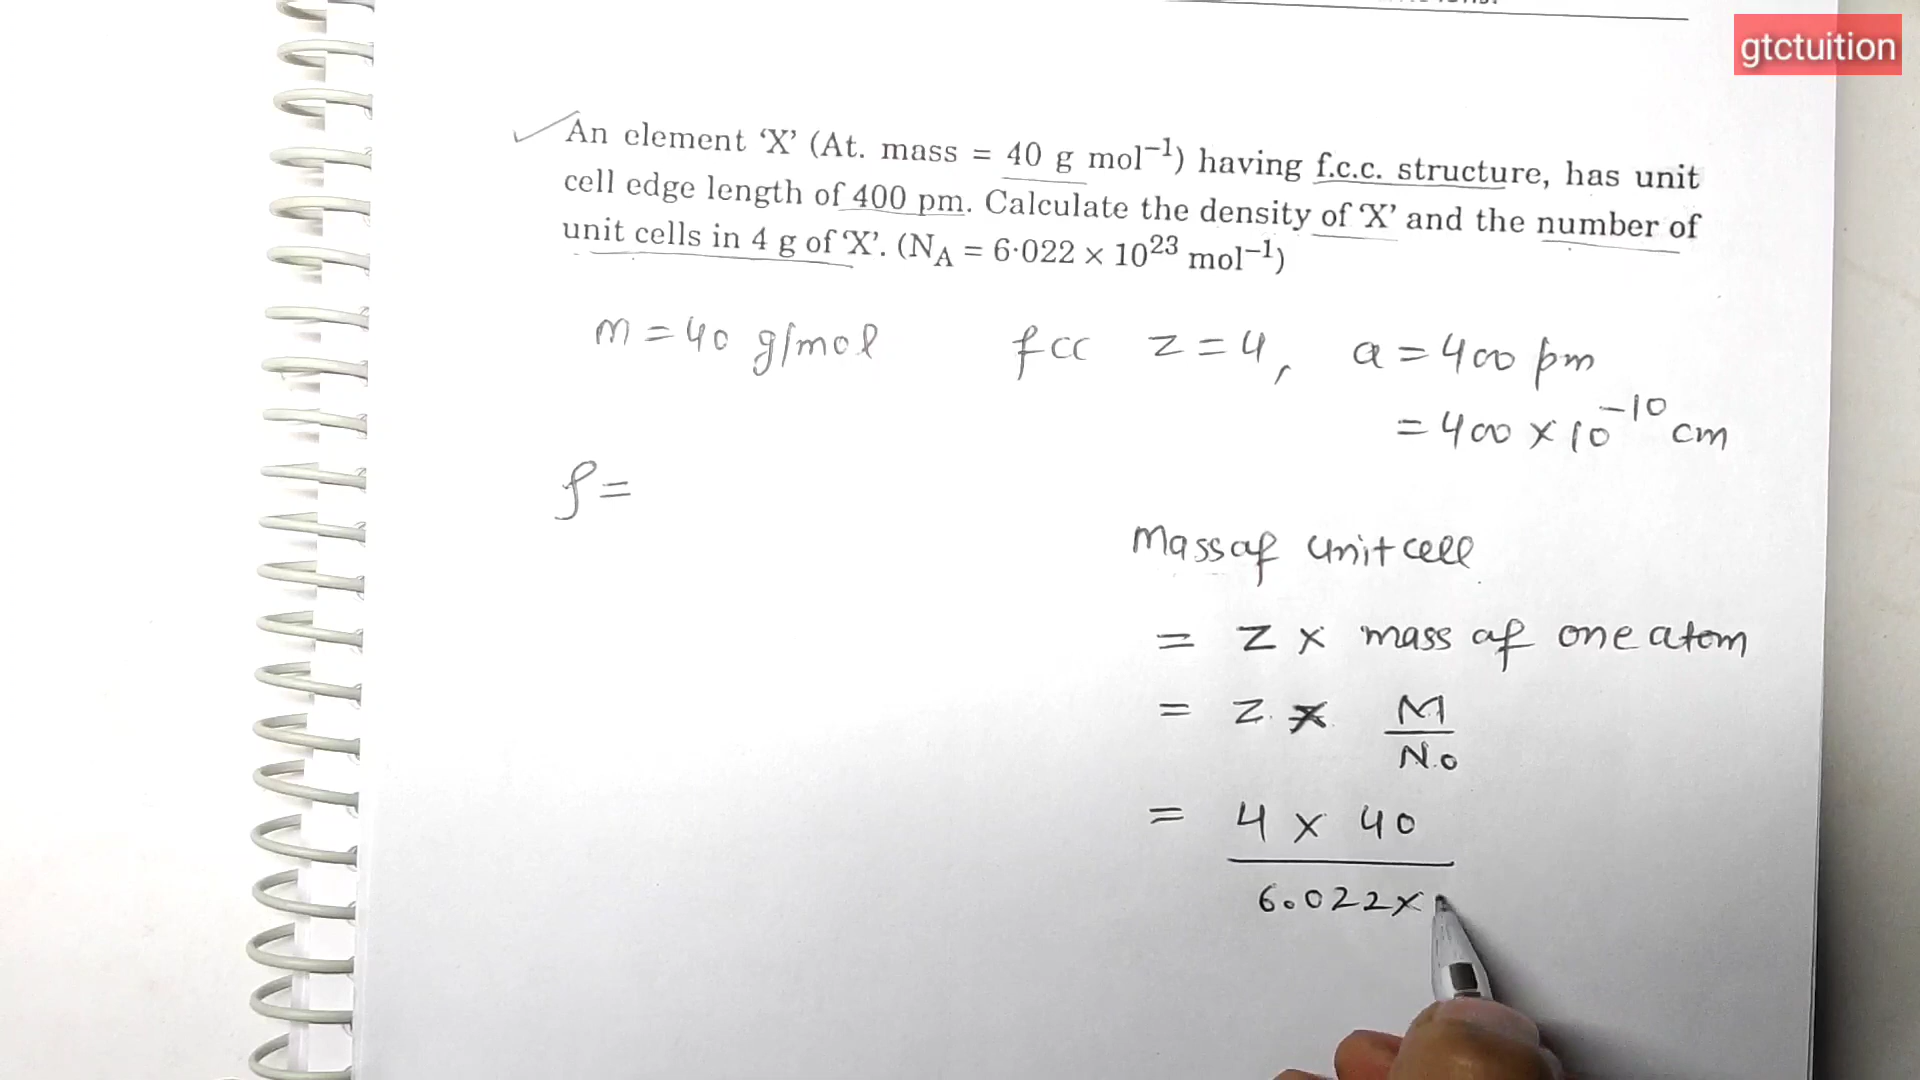 gtctuition
An element ‘X’ (At. mass = 40 g mol⁻¹) having f.c.c. structure, has unit
cell edge length of 400 pm. Calculate the density of ‘X’ and the number of
unit cells in 4 g of ‘X’. (N_A = 6·022 × 10²³ mol⁻¹)
m = 40 g/mol fcc z = 4, a = 400 pm
= 400 × 10⁻¹⁰ cm
ρ =
Mass of unit cell
= Z × mass of one atom
= Z × M/N₀
= 4 × 40
6.022×